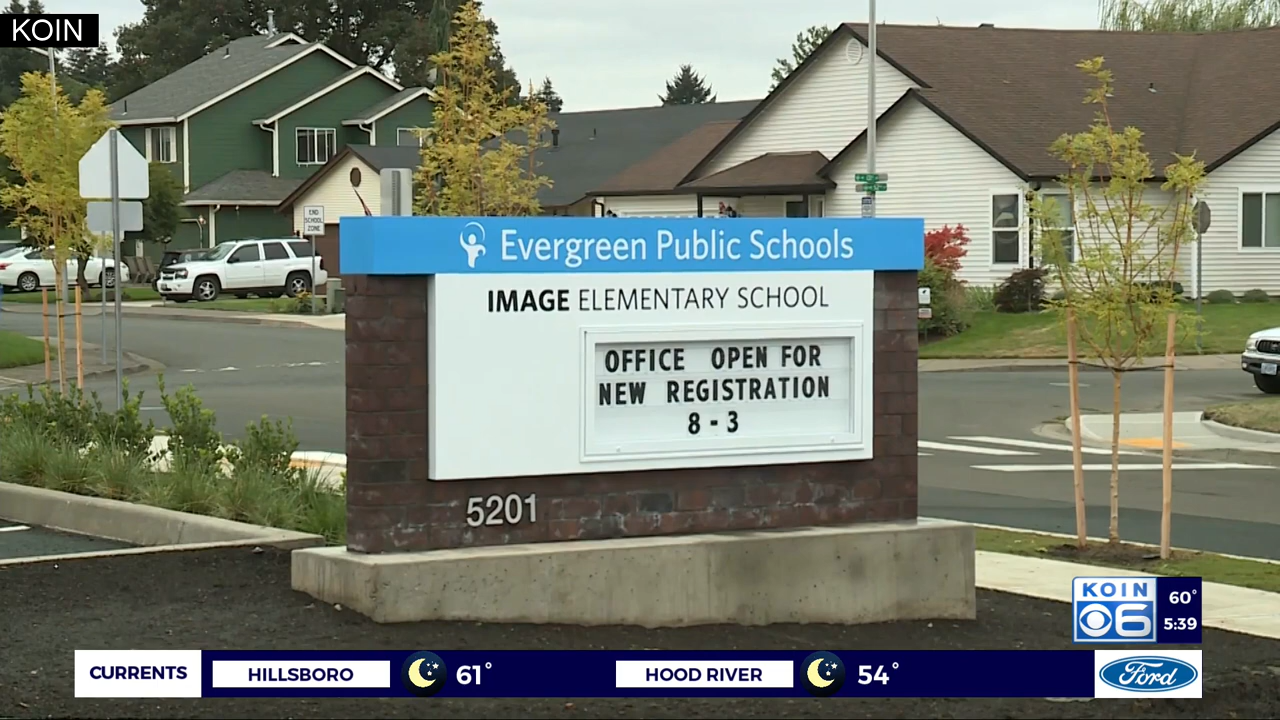 KOIN
END
SCHOOL
ZONE
Evergreen Public Schools
IMAGE ELEMENTARY SCHOOL
OFFICE OPEN FOR
NEW REGISTRATION
8 - 3
5201
KOIN
6
60°
5:39
CURRENTS
HILLSBORO
61°
HOOD RIVER
54°
Ford